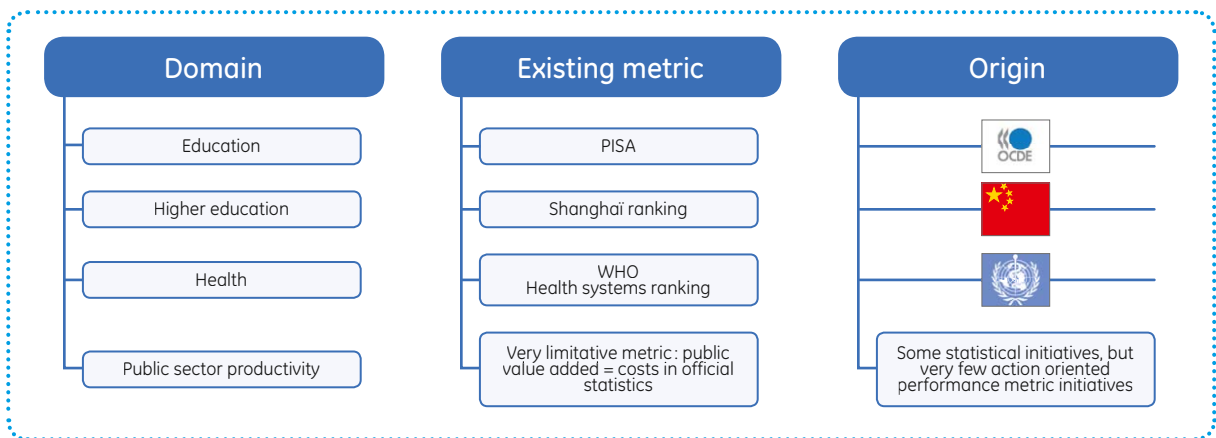 Domain
Education
Higher education
Health
Public sector productivity
Existing metric
PISA
Shanghaï ranking
WHO
Health systems ranking
Very limitative metric : public
value added = costs in official
statistics
Origin
OCDE
Some statistical initiatives, but
very few action oriented
performance metric initiatives